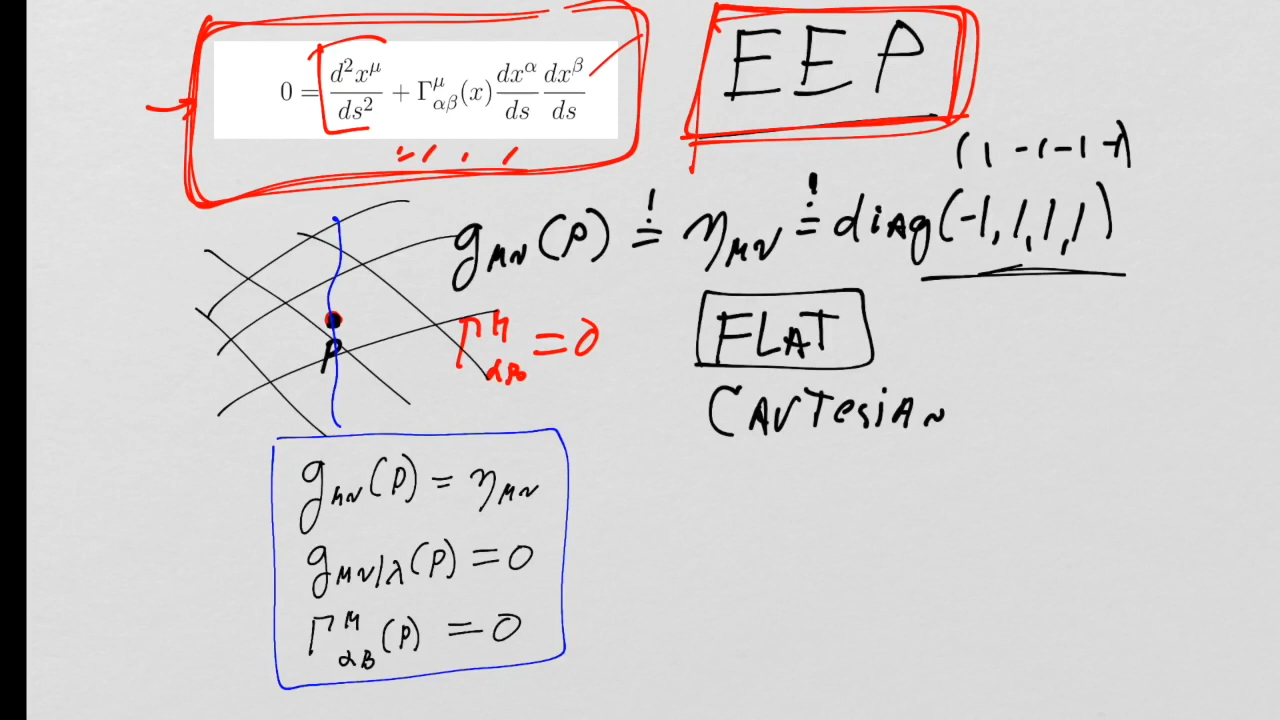 0 = d²x^μ/ds² + Γ^μ_αβ(x) dx^α/ds dx^β/ds
EEP
(1 -1 -1 -1)
g_μν(P) =! η_μν =! diag(-1,1,1,1)
P
Γ^μ_αβ = 0
FLAT
Cartesian
g_μν(P) = η_μν
g_μν|λ(P) = 0
Γ^μ_αβ(P) = 0